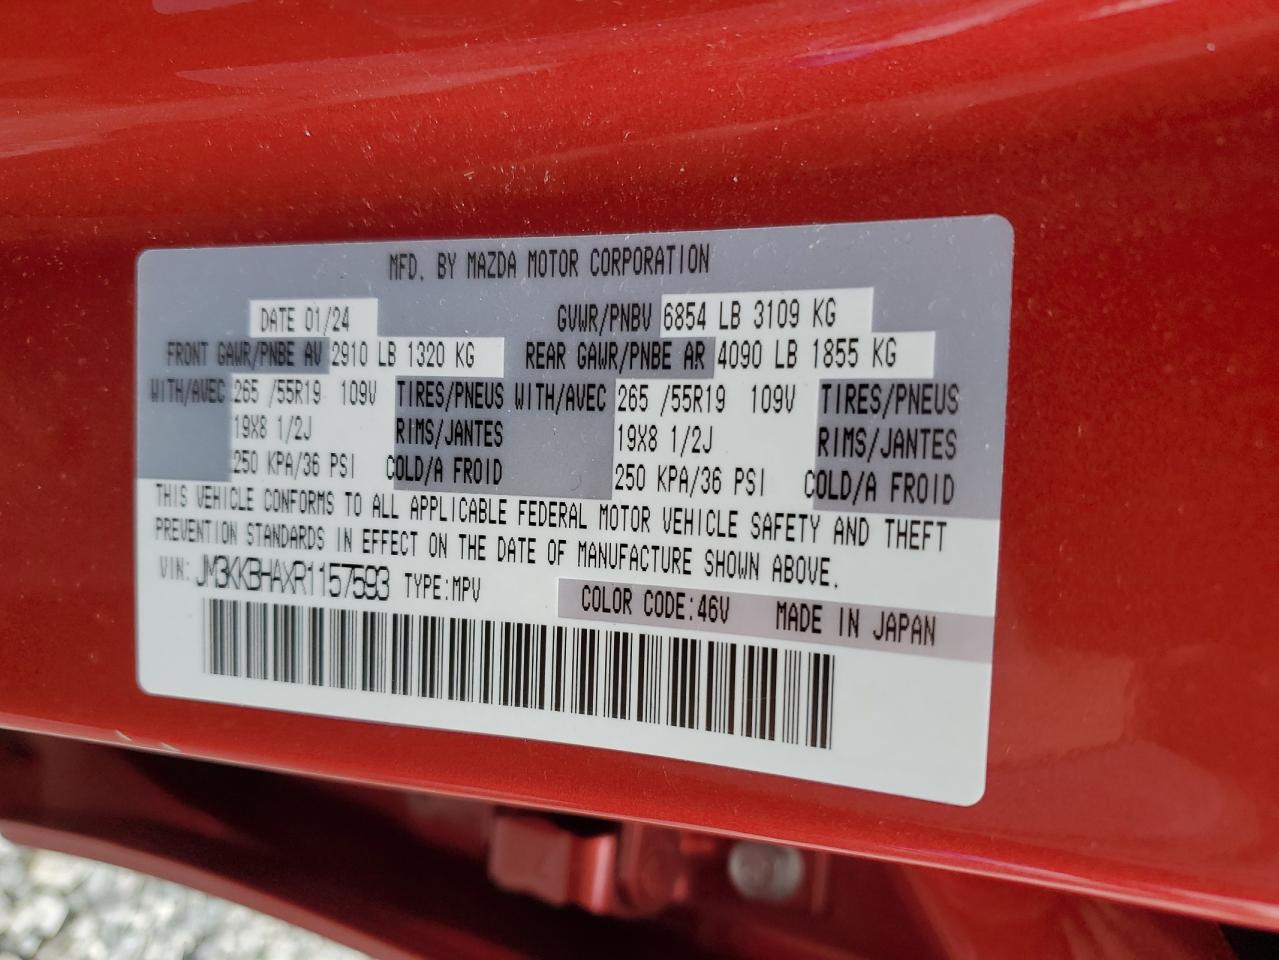 MFD. BY MAZDA MOTOR CORPORATION
DATE 01/24 GVWR/PNBV 6854 LB 3109 KG
FRONT GAWR/PNBE AV 2910 LB 1320 KG REAR GAWR/PNBE AR 4090 LB 1855 KG
WITH/AVEC 265 /55R19 109V TIRES/PNEUS WITH/AVEC 265 /55R19 109V TIRES/PNEUS
19X8 1/2J RIMS/JANTES 19X8 1/2J RIMS/JANTES
250 KPA/36 PSI COLD/A FROID 250 KPA/36 PSI COLD/A FROID
THIS VEHICLE CONFORMS TO ALL APPLICABLE FEDERAL MOTOR VEHICLE SAFETY AND THEFT
PREVENTION STANDARDS IN EFFECT ON THE DATE OF MANUFACTURE SHOWN ABOVE.
VIN: JM3KKBHAXR1157593 TYPE:MPV COLOR CODE:46V MADE IN JAPAN